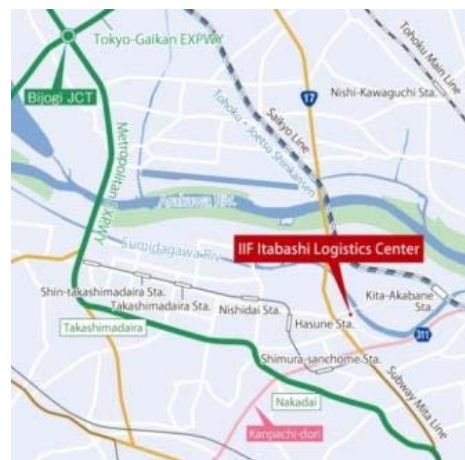 Tokyo-Gaikan EXPWY
Bijogi JCT
Metropolitan EXPWY
Tohoku・Joetsu Shinkansen
Saikyo Line
17
Tohoku Main Line
Nishi-Kawaguchi Sta.
Arakawa Riv.
Sumidagawa Riv.
IIF Itabashi Logistics Center
Shin-takashimadaira Sta.
Takashimadaira Sta.
Nishidai Sta.
Hasune Sta.
Kita-Akabane
Sta.
311
Takashimadaira
Shimura-sanchome Sta.
Nakadai
Kanpachi-dori
Subway Mita Line